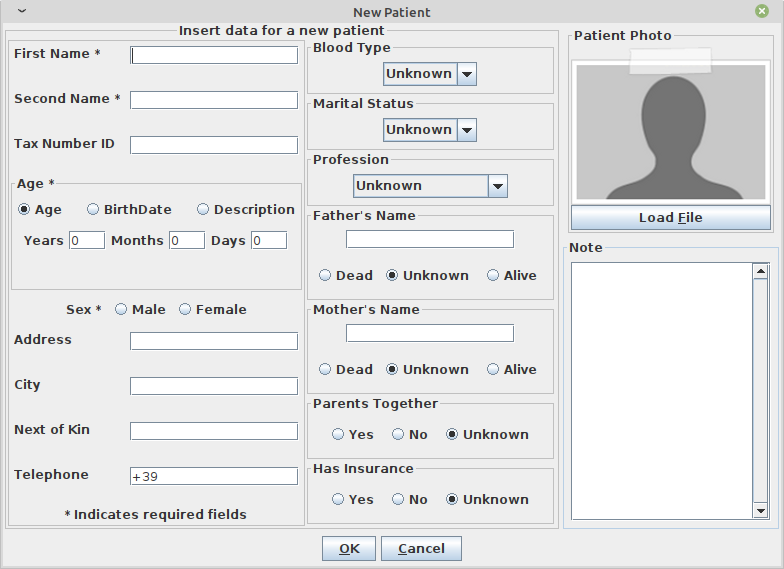 New Patient
Insert data for a new patient
First Name *
Second Name *
Tax Number ID
Age *
Age BirthDate Description
Years 0 Months 0 Days 0
Sex * Male Female
Address
City
Next of Kin
Telephone +39
* Indicates required fields
Blood Type
Unknown
Marital Status
Unknown
Profession
Unknown
Father's Name
Dead Unknown Alive
Mother's Name
Dead Unknown Alive
Parents Together
Yes No Unknown
Has Insurance
Yes No Unknown
Patient Photo
Load File
Note
OK Cancel